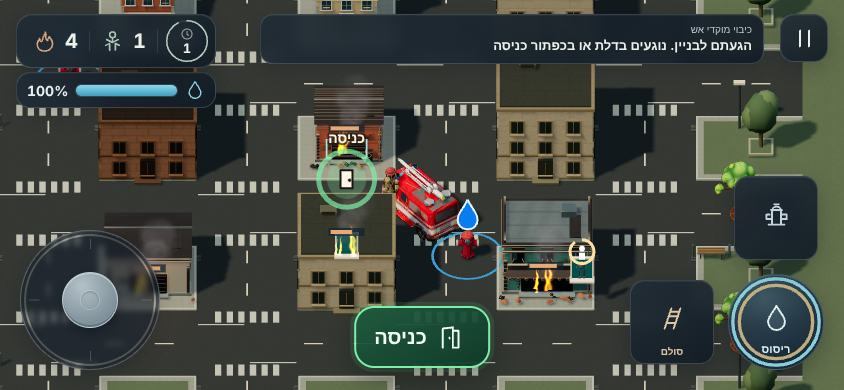 4
1
1
100%
כיבוי מוקדי אש
הגעתם לבניין. נוגעים בדלת או בכפתור כניסה
כניסה
כניסה
סולם
ריסוס